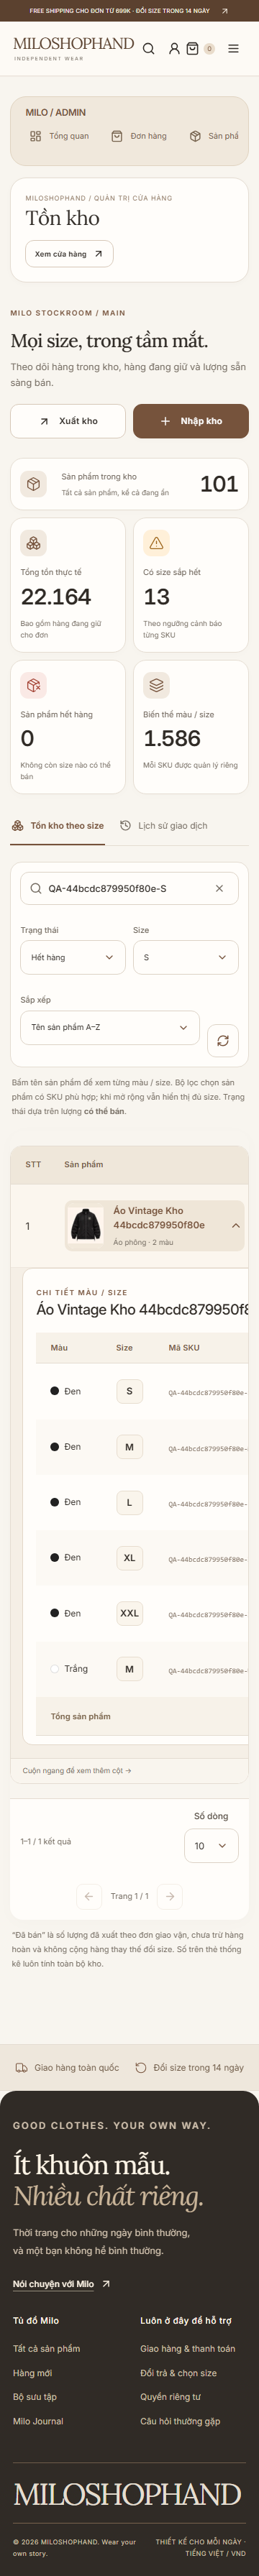 FREE SHIPPING CHO ĐƠN TỪ 699K · ĐỔI SIZE TRONG 14 NGÀY
MILOSHOPHAND
INDEPENDENT WEAR
0
MILO / ADMIN
Tổng quan
Đơn hàng
Sản phẩ
MILOSHOPHAND / QUẢN TRỊ CỬA HÀNG
Tồn kho
Xem cửa hàng
MILO STOCKROOM / MAIN
Mọi size, trong tầm mắt.
Theo dõi hàng trong kho, hàng đang giữ và lượng sẵn
sàng bán.
Xuất kho
Nhập kho
Sản phẩm trong kho
Tất cả sản phẩm, kể cả đang ẩn
101
Tổng tồn thực tế
22.164
Bao gồm hàng đang giữ
cho đơn
Có size sắp hết
13
Theo ngưỡng cảnh báo
từng SKU
Sản phẩm hết hàng
0
Không còn size nào có thể
bán
Biến thể màu / size
1.586
Mỗi SKU được quản lý riêng
Tồn kho theo size
Lịch sử giao dịch
QA-44bcdc879950f80e-S
Trạng thái
Size
Hết hàng
S
Sắp xếp
Tên sản phẩm A–Z
Bấm tên sản phẩm để xem từng màu / size. Bộ lọc chọn sản
phẩm có SKU phù hợp; khi mở rộng vẫn hiển thị đủ size. Trạng
thái dựa trên lượng có thể bán.
STT
Sản phẩm
1
Áo Vintage Kho
44bcdc879950f80e
Áo phông · 2 màu
CHI TIẾT MÀU / SIZE
Áo Vintage Kho 44bcdc879950f8
Màu
Size
Mã SKU
Đen
S
QA-44bcdc879950f80e-
Đen
M
QA-44bcdc879950f80e-
Đen
L
QA-44bcdc879950f80e-
Đen
XL
QA-44bcdc879950f80e-
Đen
XXL
QA-44bcdc879950f80e-
Trắng
M
QA-44bcdc879950f80e-
Tổng sản phẩm
Cuộn ngang để xem thêm cột →
1–1 / 1 kết quả
Số dòng
10
Trang 1 / 1
“Đã bán” là số lượng đã xuất theo đơn giao vận, chưa trừ hàng
hoàn và không cộng hàng thay thế đổi size. Số trên thẻ thống
kê luôn tính toàn bộ kho.
Giao hàng toàn quốc
Đổi size trong 14 ngày
GOOD CLOTHES. YOUR OWN WAY.
Ít khuôn mẫu.
Nhiều chất riêng.
Thời trang cho những ngày bình thường,
và một bạn không hề bình thường.
Nói chuyện với Milo
Tủ đồ Milo
Luôn ở đây để hỗ trợ
Tất cả sản phẩm
Giao hàng & thanh toán
Hàng mới
Đổi trả & chọn size
Bộ sưu tập
Quyền riêng tư
Milo Journal
Câu hỏi thường gặp
MILOSHOPHAND
© 2026 MILOSHOPHAND. Wear your
own story.
THIẾT KẾ CHO MỖI NGÀY ·
TIẾNG VIỆT / VND